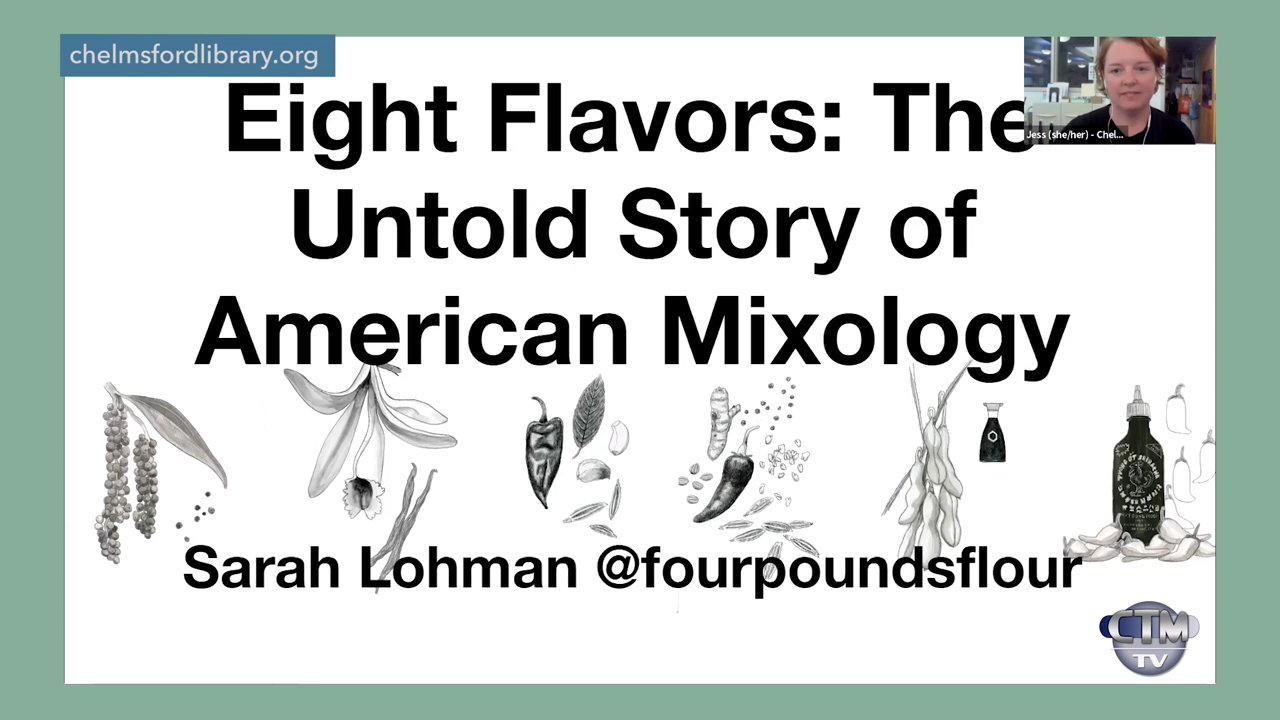 chelmsfordlibrary.org
Eight Flavors: The
Jess (she/her) - Chel...
Untold Story of
American Mixology
Sarah Lohman @fourpoundsflour
CTM
TV